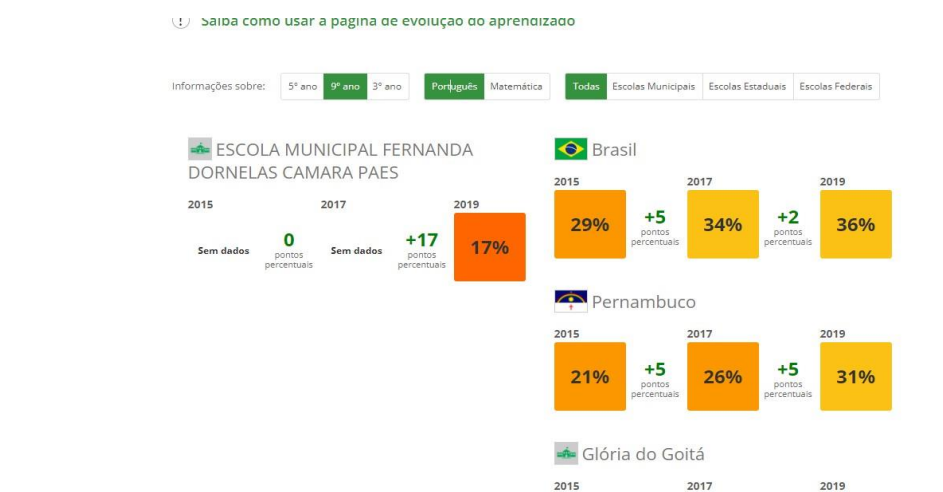 ! Saiba como usar a página de evolução do aprendizado
Informações sobre: 5º ano 9º ano 3º ano Português Matemática Todas Escolas Municipais Escolas Estaduais Escolas Federais
ESCOLA MUNICIPAL FERNANDA
DORNELAS CAMARA PAES
2015 2017 2019
Sem dados 0 pontos percentuais Sem dados +17 pontos percentuais 17%
Brasil
2015 2017 2019
29% +5 pontos percentuais 34% +2 pontos percentuais 36%
Pernambuco
2015 2017 2019
21% +5 pontos percentuais 26% +5 pontos percentuais 31%
Glória do Goitá
2015 2017 2019